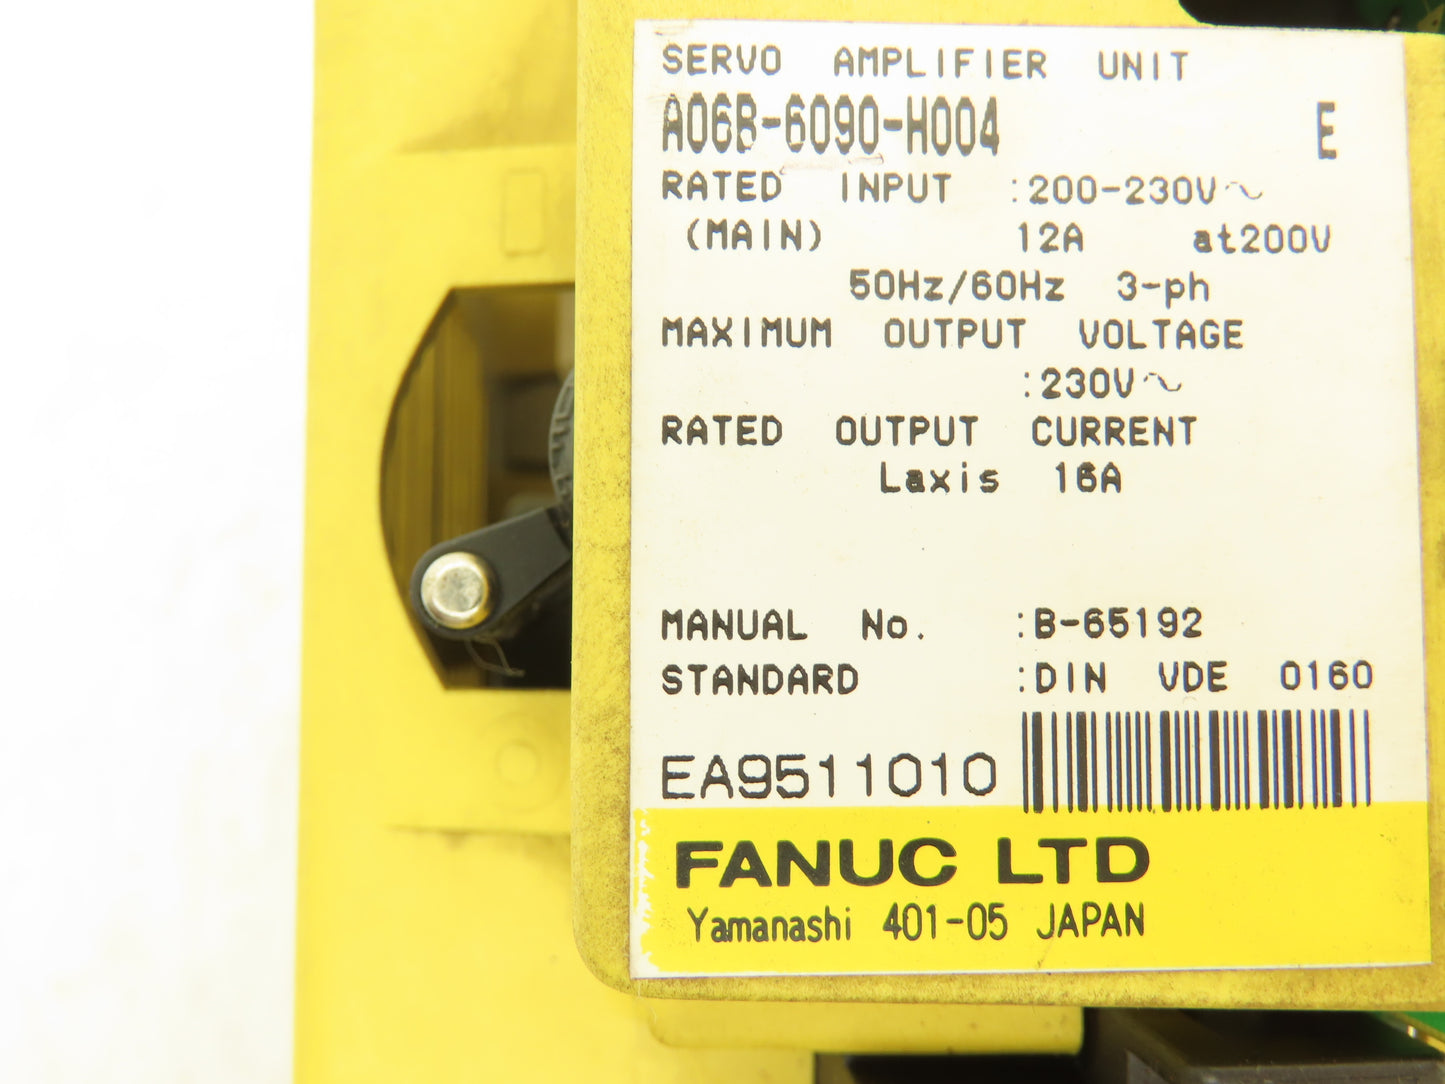 SERVO AMPLIFIER UNIT
A06B-6090-H004 E
RATED INPUT :200-230V~
(MAIN) 12A at200V
50Hz/60Hz 3-ph
MAXIMUM OUTPUT VOLTAGE
:230V~
RATED OUTPUT CURRENT
Laxis 16A
MANUAL No. :B-65192
STANDARD :DIN VDE 0160
EA9511010
FANUC LTD
Yamanashi 401-05 JAPAN